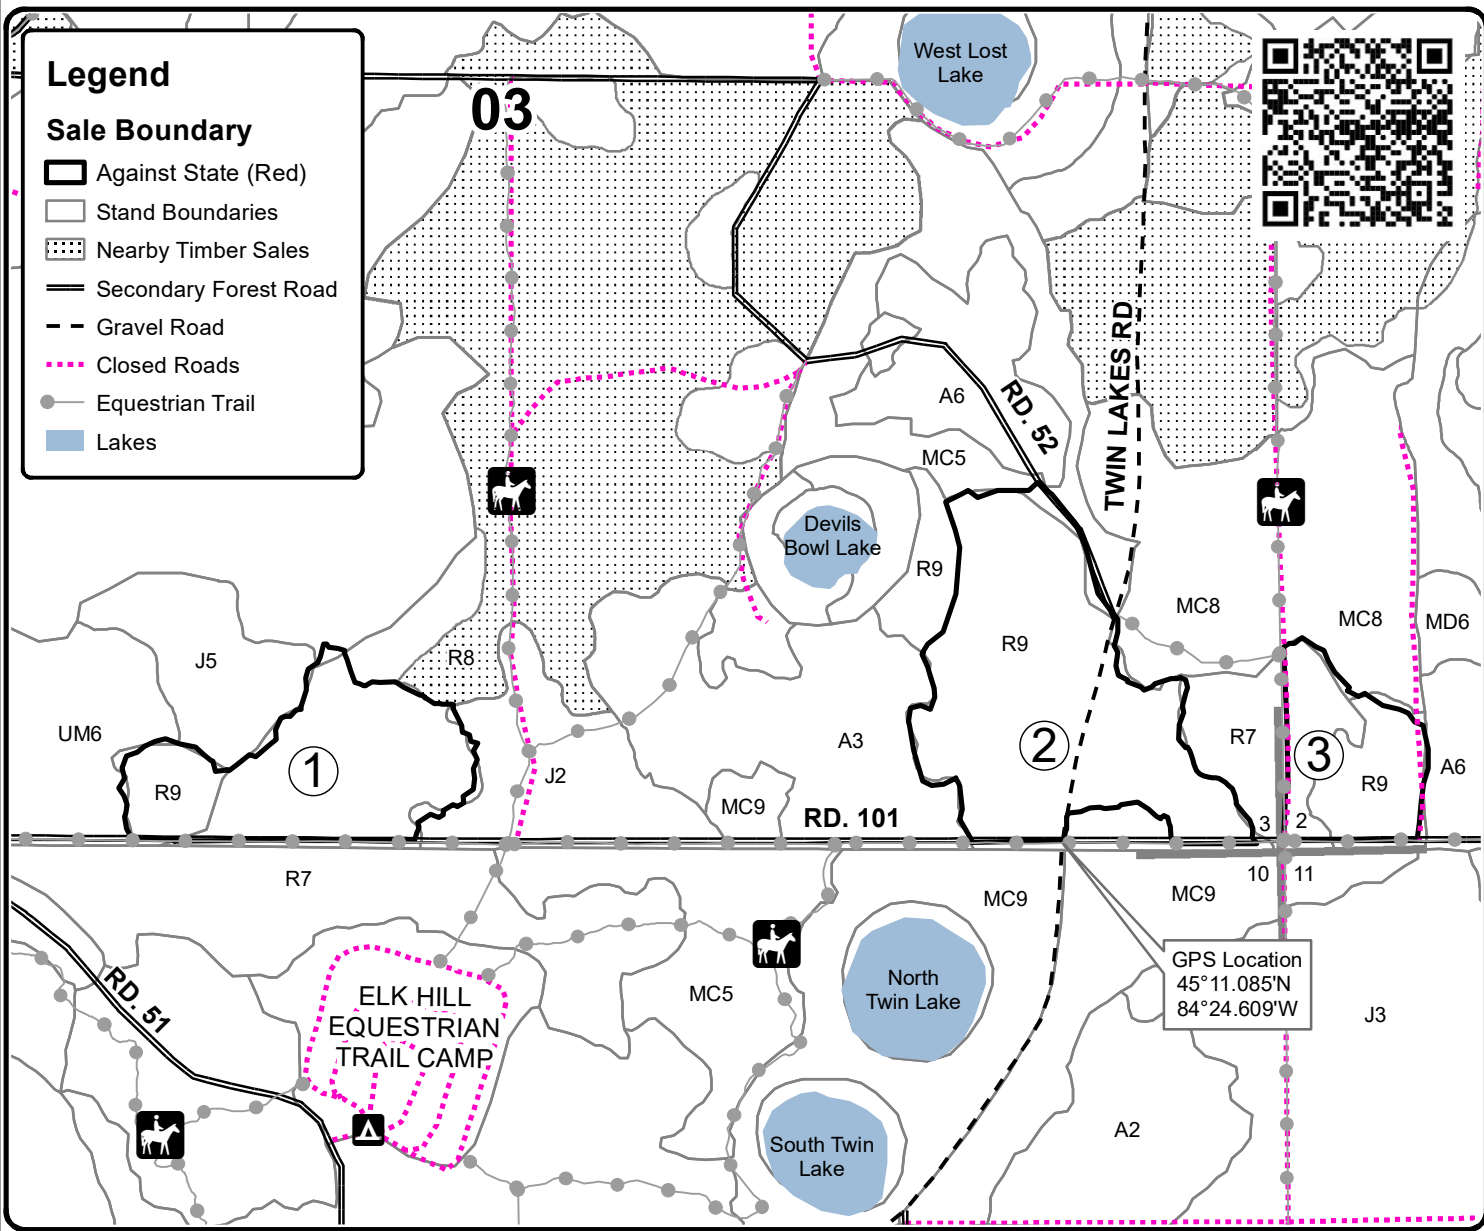 Legend
Sale Boundary
Against State (Red)
Stand Boundaries
Nearby Timber Sales
Secondary Forest Road
Gravel Road
Closed Roads
Equestrian Trail
Lakes
03
West Lost
Lake
TWIN LAKES RD
RD. 52
A6
MC5
Devils
Bowl Lake
R9
MC8
MC8
MD6
R9
R8
J5
UM6
1
R9
J2
A3
MC9
RD. 101
2
R7
3
R9
A6
3
2
10
11
R7
MC9
MC9
GPS Location
45°11.085'N
84°24.609'W
J3
RD. 51
ELK HILL
EQUESTRIAN
TRAIL CAMP
MC5
North
Twin Lake
South Twin
Lake
A2